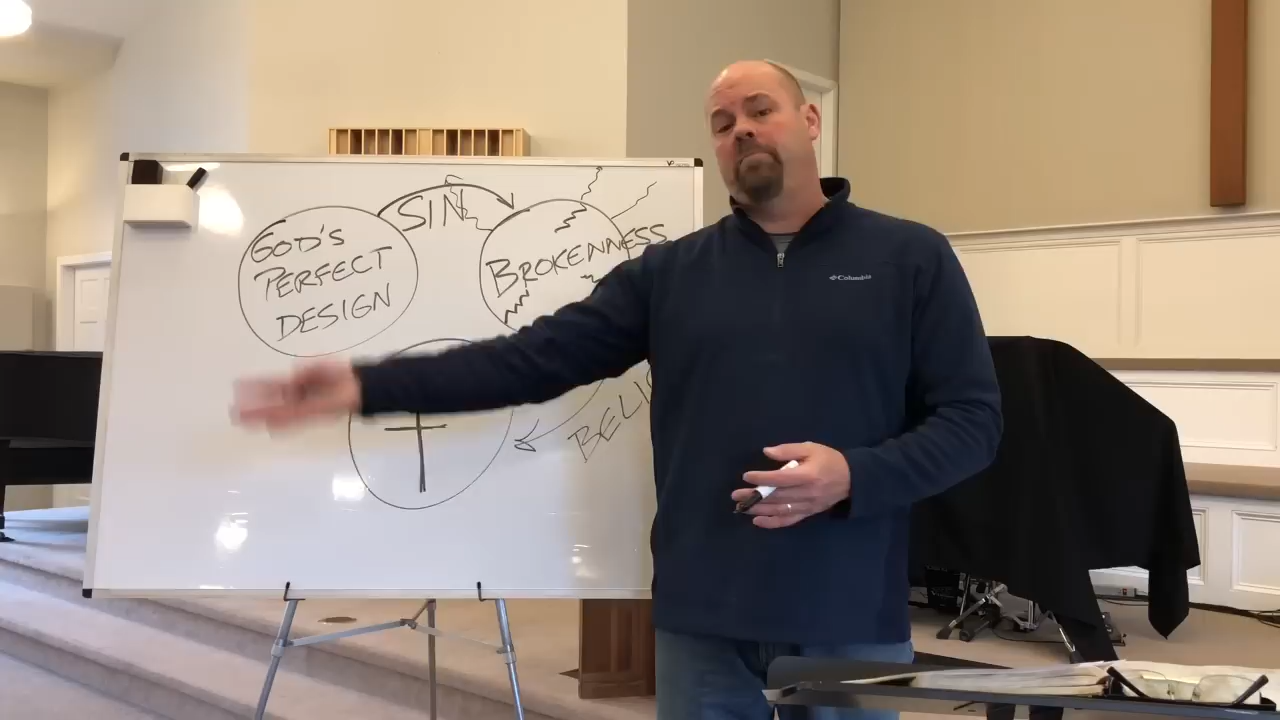 GOD'S
PERFECT
DESIGN
SIN
BROKENNESS
Columbia